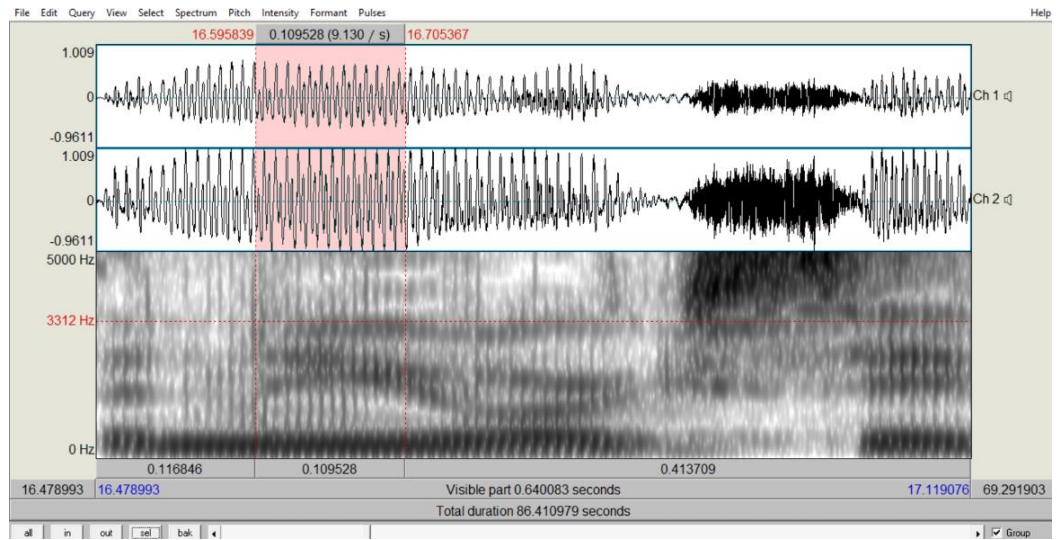 File Edit Query View Select Spectrum Pitch Intensity Formant Pulses Help
16.595839 0.109528 (9.130 / s) 16.705367
1.009
0
-0.9611
Ch 1
1.009
0
-0.9611
Ch 2
5000 Hz
3312 Hz
0 Hz
0.116846 0.109528 0.413709
16.478993 16.478993 Visible part 0.640083 seconds 17.119076 69.291903
Total duration 86.410979 seconds
all in out sel bak Group